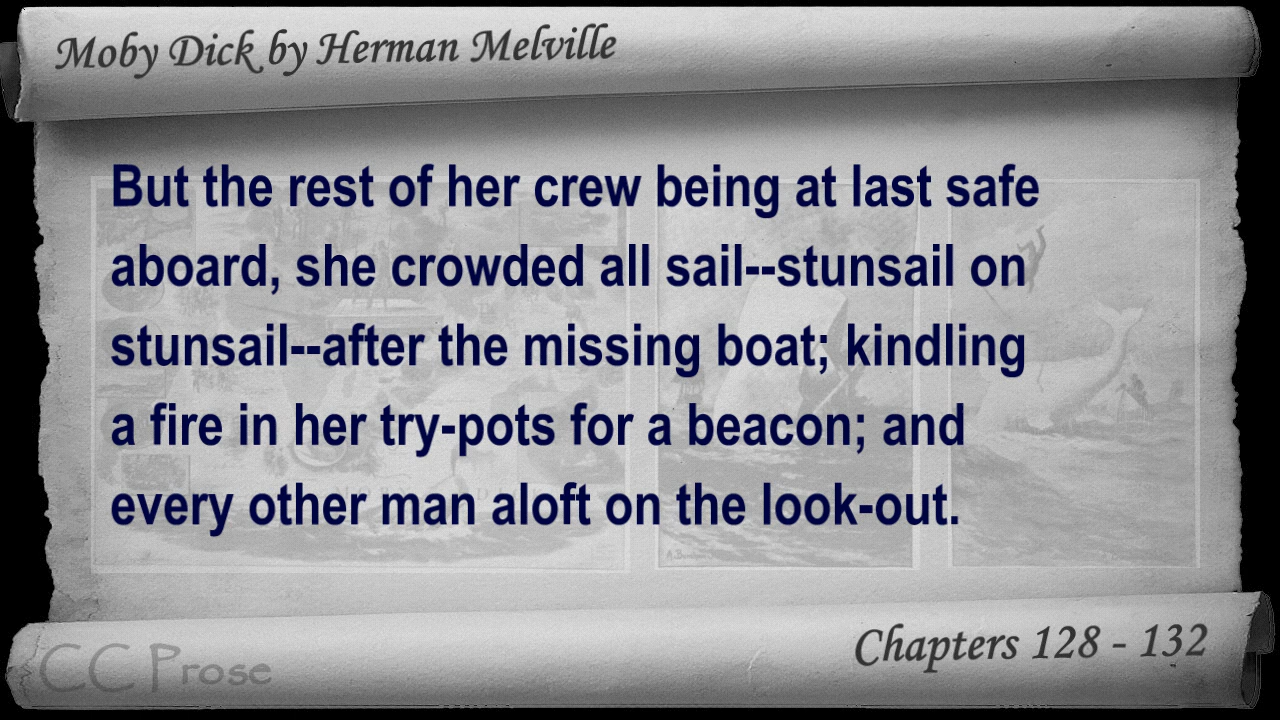 Moby Dick by Herman Melville
But the rest of her crew being at last safe
aboard, she crowded all sail--stunsail on
stunsail--after the missing boat; kindling
a fire in her try-pots for a beacon; and
every other man aloft on the look-out.
Chapters 128 - 132
CC Prose